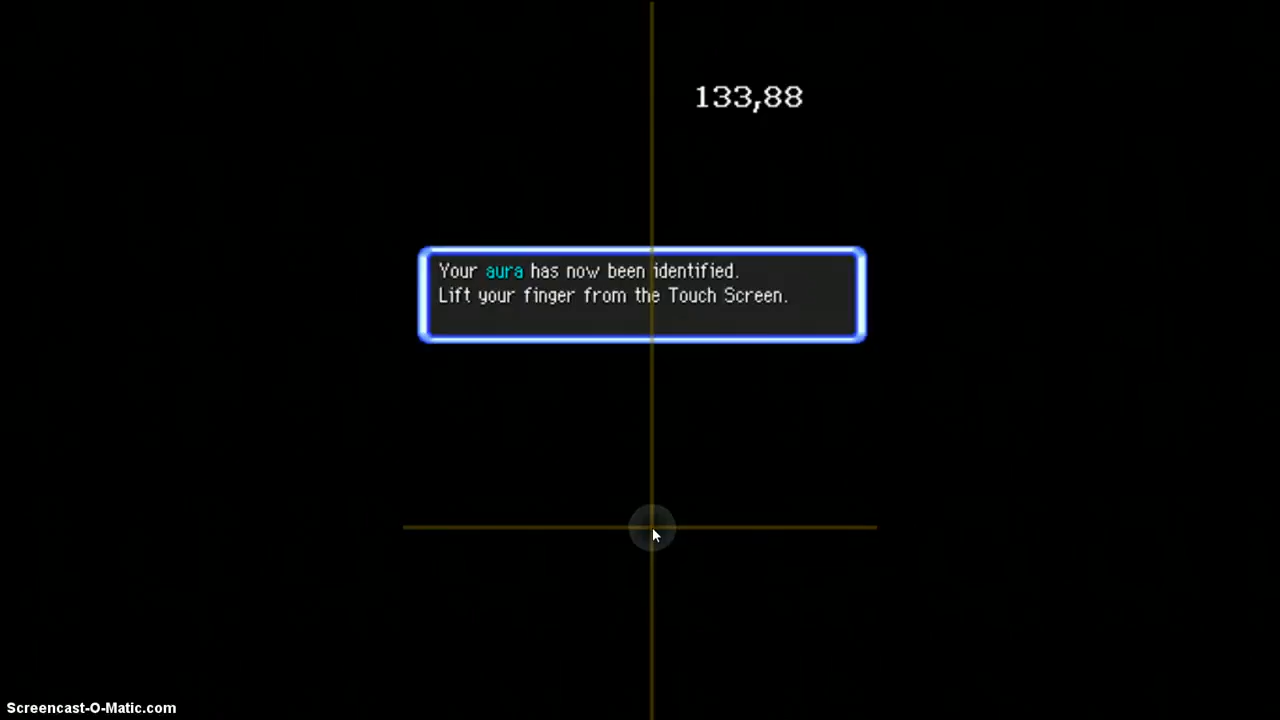 133,88
Your aura has now been identified.
Lift your finger from the Touch Screen.
Screencast-O-Matic.com